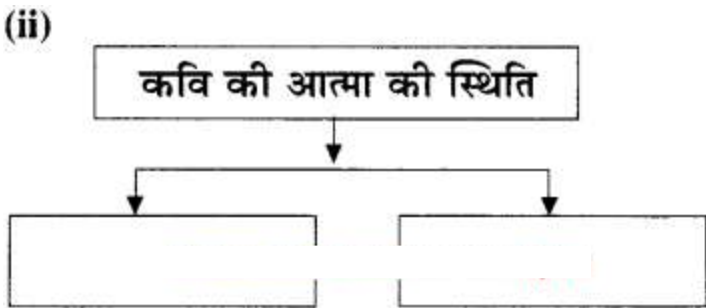 (ii)
कवि की आत्मा की स्थिति